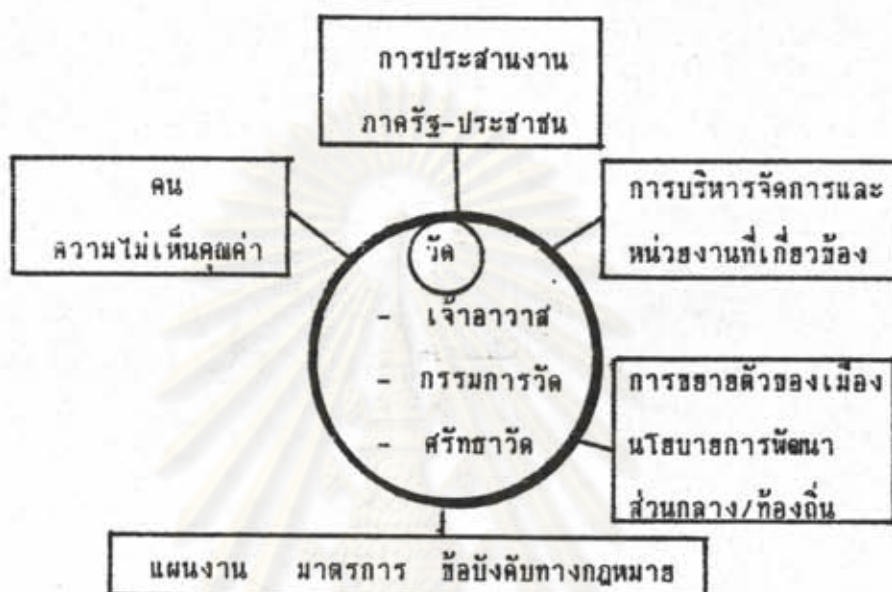 การประสานงาน
ภาครัฐ-ประชาชน
คน
ความไม่เห็นคุณค่า
การบริหารจัดการและ
หน่วยงานที่เกี่ยวข้อง
วัด
- เจ้าอาวาส
- กรรมการวัด
- ศรัทธาวัด
การขยายตัวของเมือง
นโยบายการพัฒนา
ส่วนกลาง/ท้องถิ่น
แผนงาน มาตรการ ข้อบังคับทางกฎหมาย